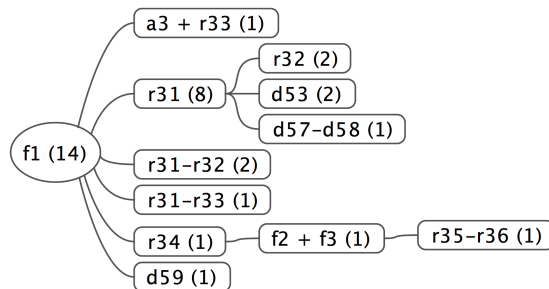 a3 + r33 (1)
r32 (2)
r31 (8)
d53 (2)
d57–d58 (1)
f1 (14)
r31–r32 (2)
r31–r33 (1)
r34 (1)
f2 + f3 (1)
r35–r36 (1)
d59 (1)